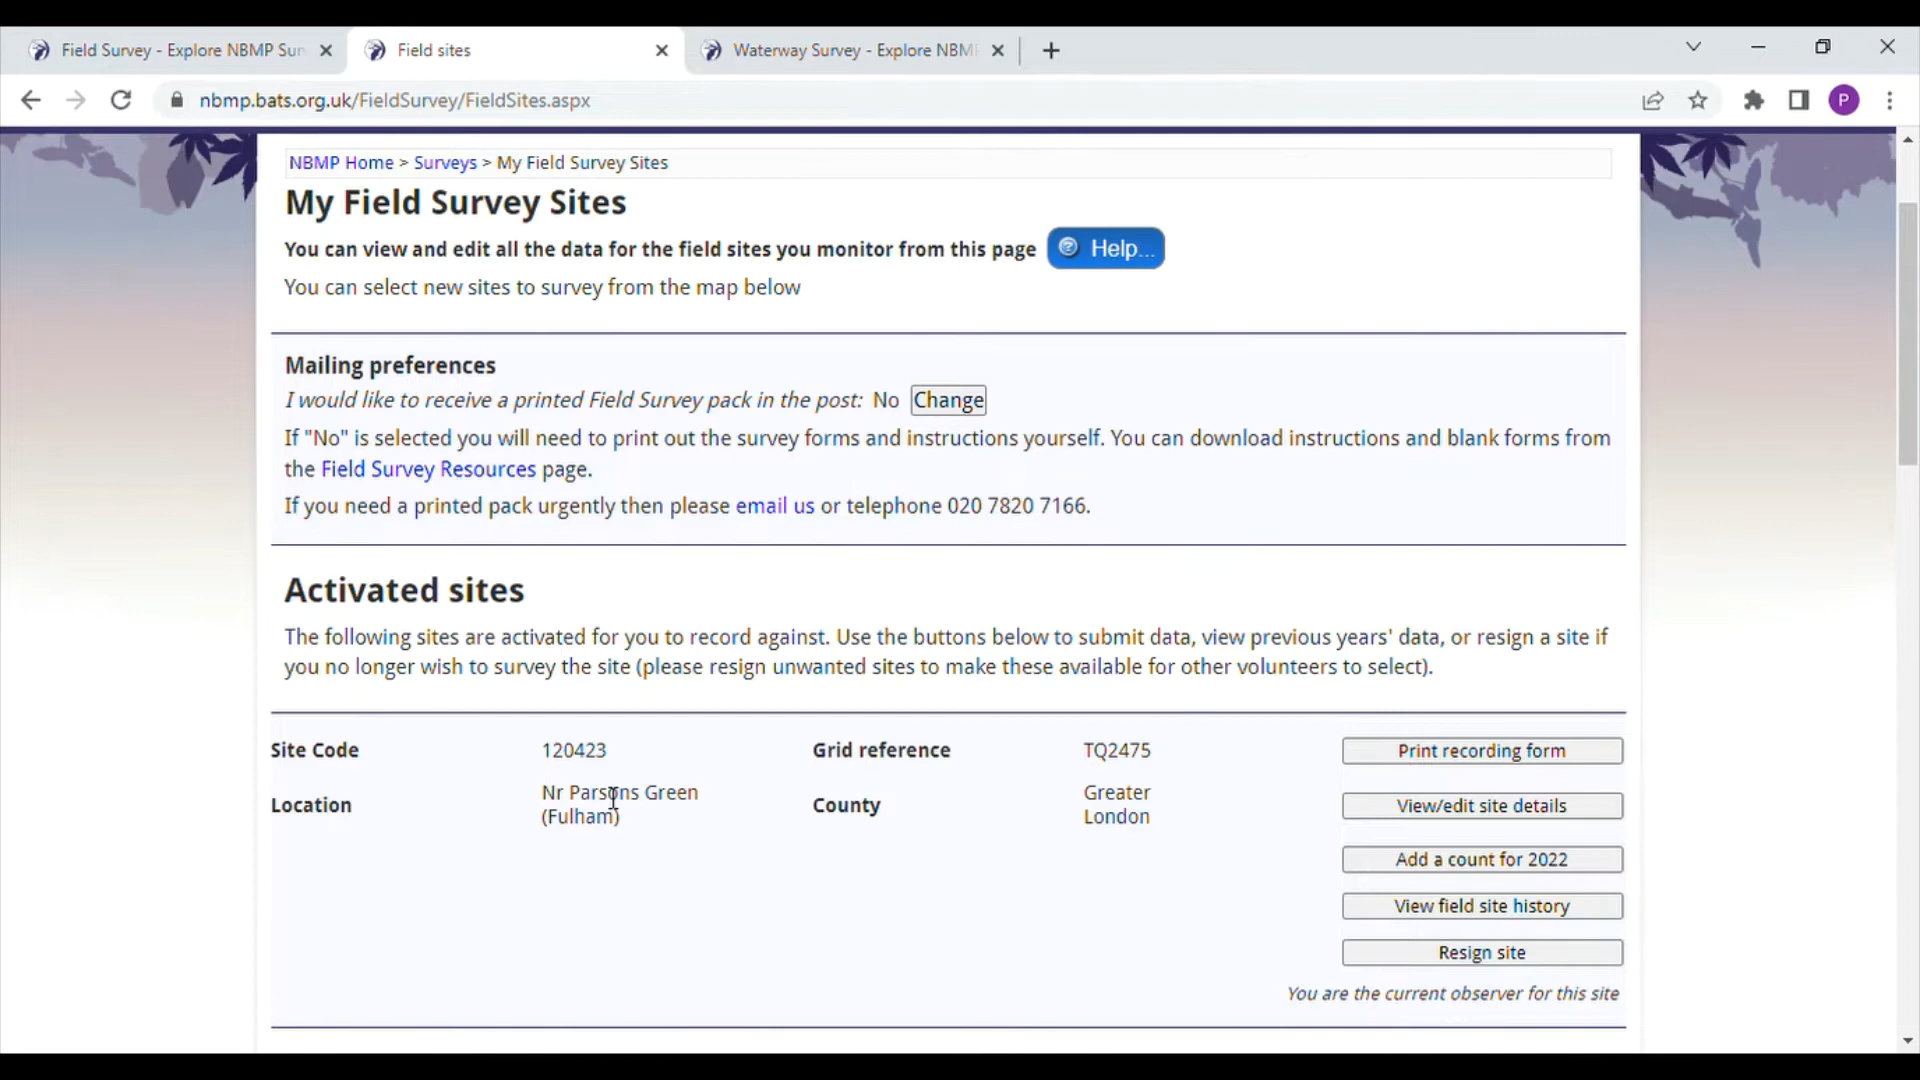 Field Survey - Explore NBMP Sur
Field sites
Waterway Survey - Explore NBM
nbmp.bats.org.uk/FieldSurvey/FieldSites.aspx
P
NBMP Home > Surveys > My Field Survey Sites
My Field Survey Sites
You can view and edit all the data for the field sites you monitor from this page
Help...
You can select new sites to survey from the map below
Mailing preferences
I would like to receive a printed Field Survey pack in the post: No Change
If "No" is selected you will need to print out the survey forms and instructions yourself. You can download instructions and blank forms from
the Field Survey Resources page.
If you need a printed pack urgently then please email us or telephone 020 7820 7166.
Activated sites
The following sites are activated for you to record against. Use the buttons below to submit data, view previous years' data, or resign a site if
you no longer wish to survey the site (please resign unwanted sites to make these available for other volunteers to select).
Site Code 120423 Grid reference TQ2475 Print recording form
Location Nr Parsons Green (Fulham) County Greater London View/edit site details
Add a count for 2022
View field site history
Resign site
You are the current observer for this site